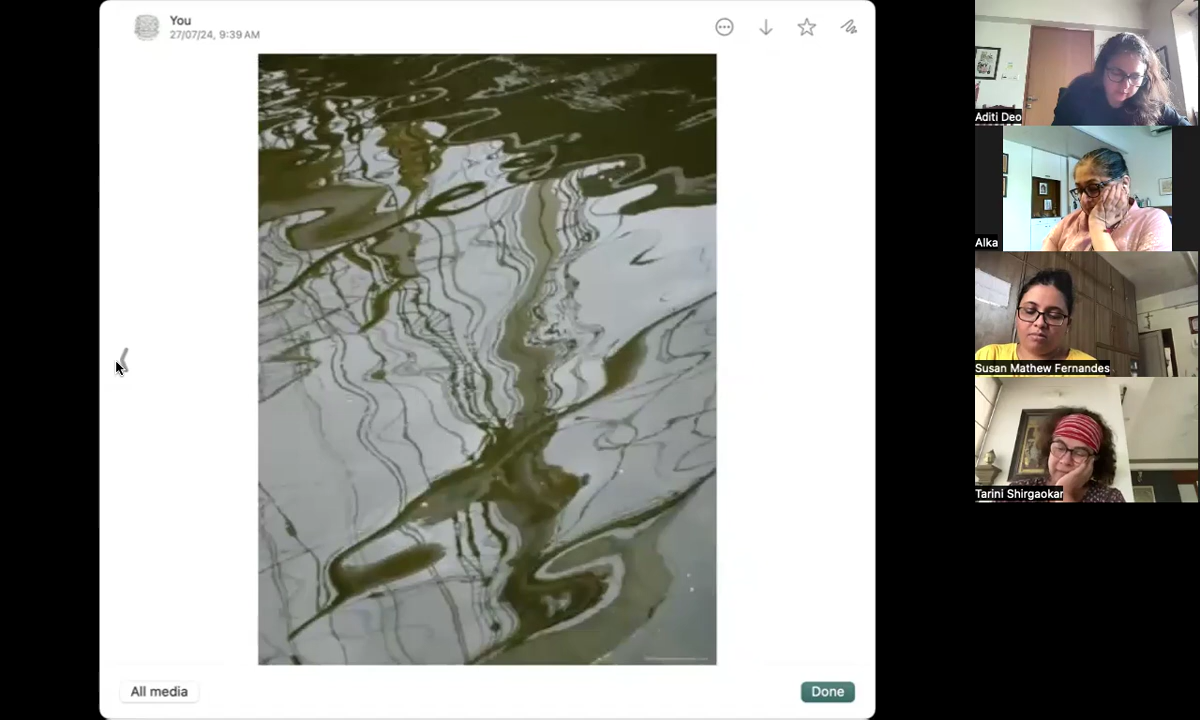 You
27/07/24, 9:39 AM
All media
Done
Aditi Deo
Alka
Susan Mathew Fernandes
Tarini Shirgaokar